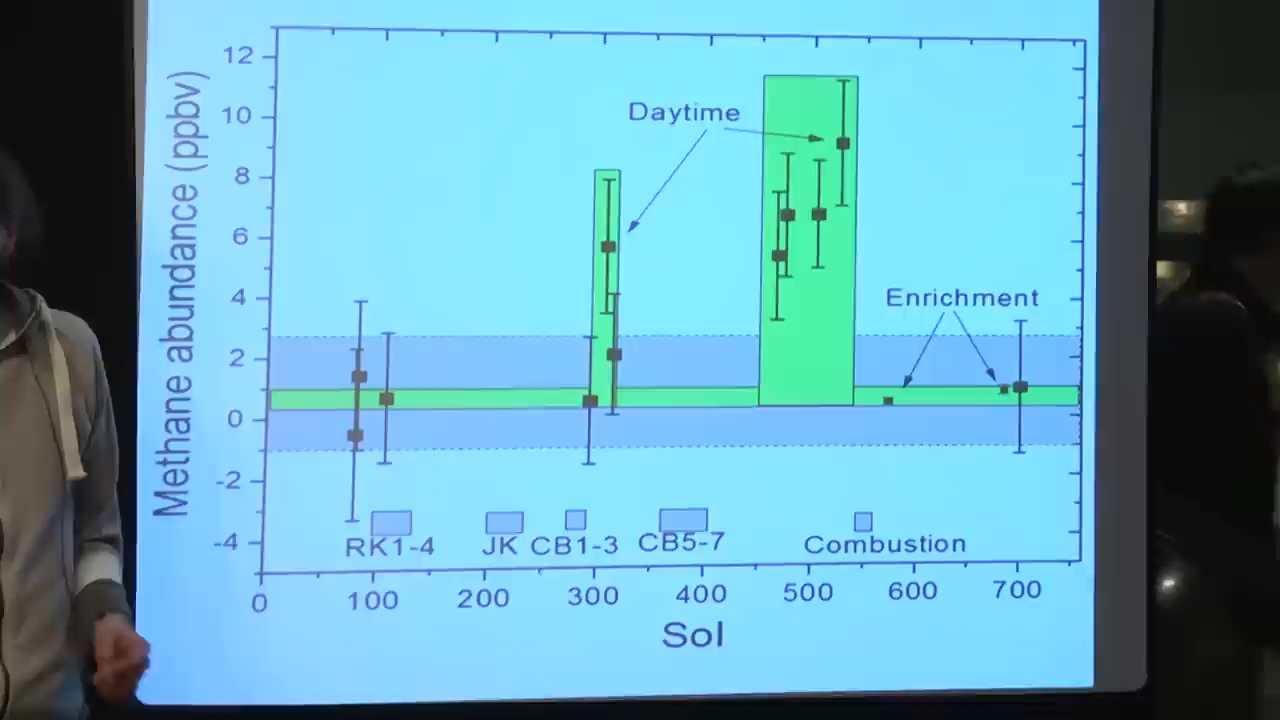 Methane abundance (ppbv)
12
10
8
6
4
2
0
-2
-4
Daytime
Enrichment
RK1-4
JK
CB1-3
CB5-7
Combustion
0
100
200
300
400
500
600
700
Sol